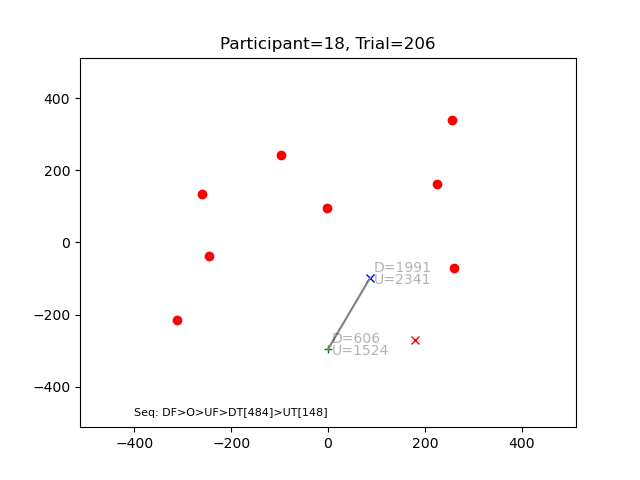 Participant=18, Trial=206
400
200
0
−200
−400
D=1991
U=2341
D=606
U=1524
Seq: DF>O>UF>DT[484]>UT[148]
−400 −200 0 200 400